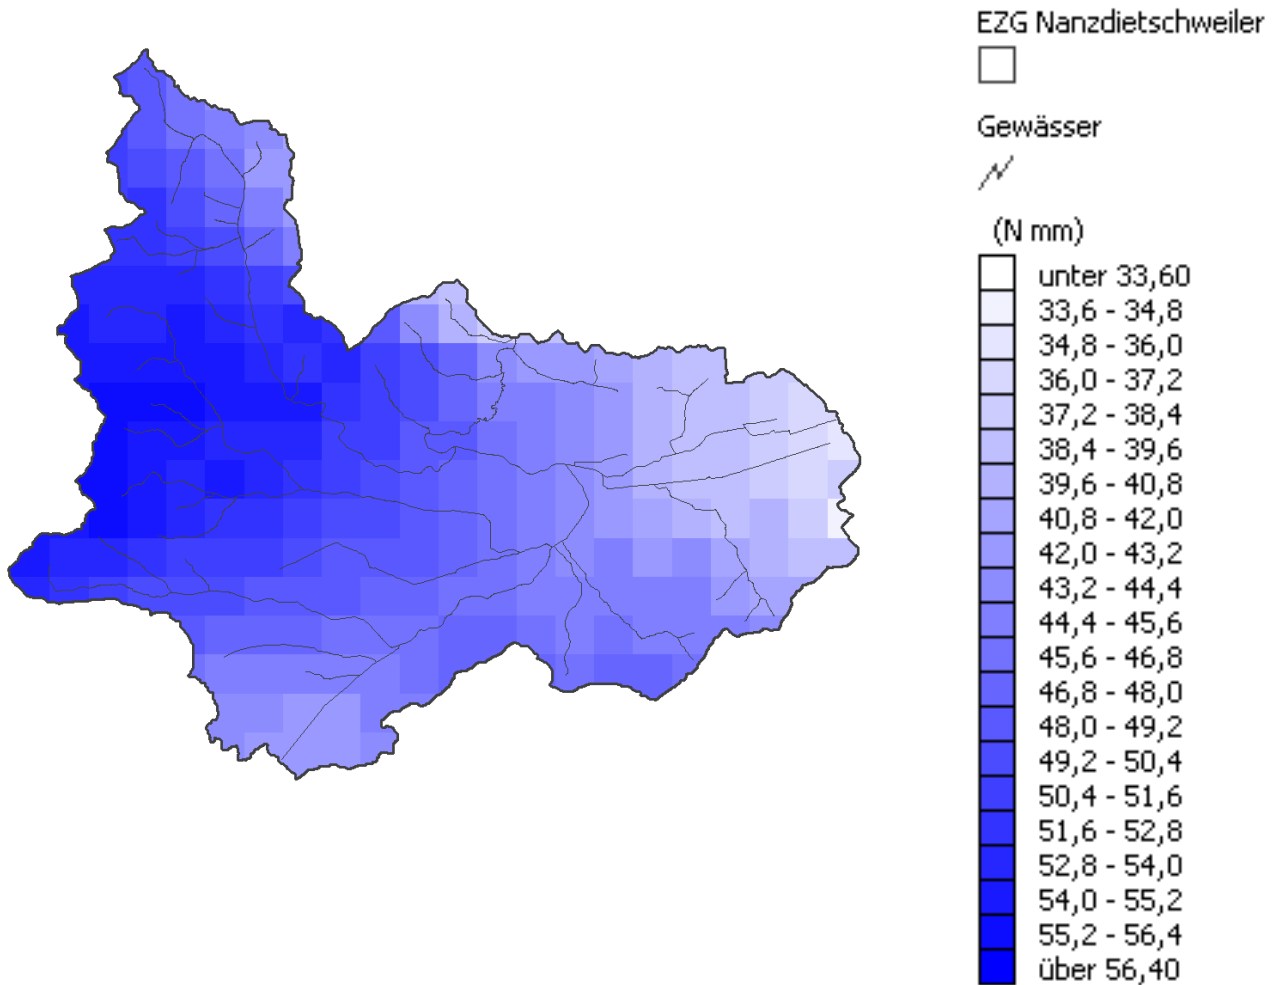 EZG Nanzdietschweiler
Gewässer
(N mm)
unter 33,60
33,6 - 34,8
34,8 - 36,0
36,0 - 37,2
37,2 - 38,4
38,4 - 39,6
39,6 - 40,8
40,8 - 42,0
42,0 - 43,2
43,2 - 44,4
44,4 - 45,6
45,6 - 46,8
46,8 - 48,0
48,0 - 49,2
49,2 - 50,4
50,4 - 51,6
51,6 - 52,8
52,8 - 54,0
54,0 - 55,2
55,2 - 56,4
über 56,40